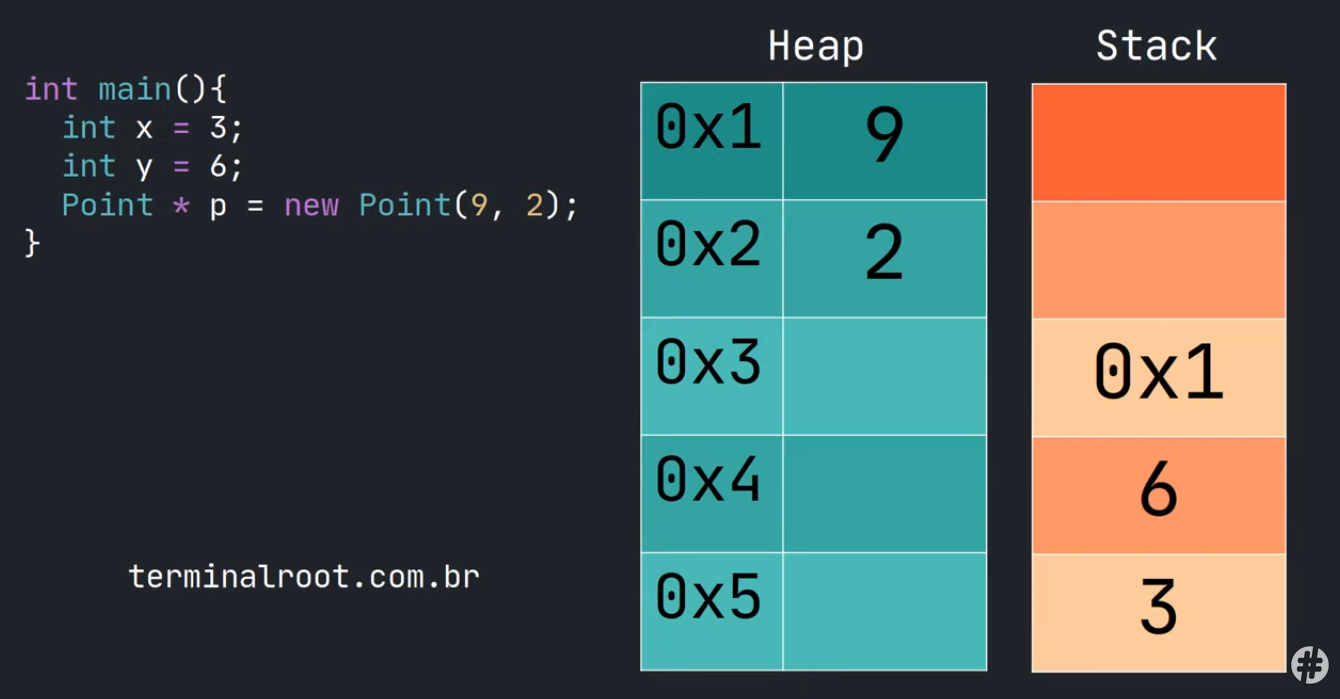 int main(){
  int x = 3;
  int y = 6;
  Point * p = new Point(9, 2);
}
terminalroot.com.br
Heap
0x1 9
0x2 2
0x3
0x4
0x5
Stack
0x1
6
3
#